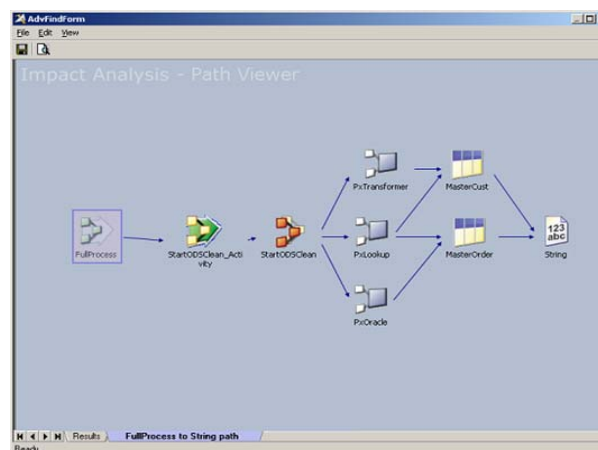 AdvFindForm
File Edit View
Impact Analysis - Path Viewer
PxTransformer
MasterCust
FullProcess
StartODSClean_Acti
vity
StartODSClean
PxLookup
MasterOrder
123
abc
String
PxOracle
Results
FullProcess to String path
Ready